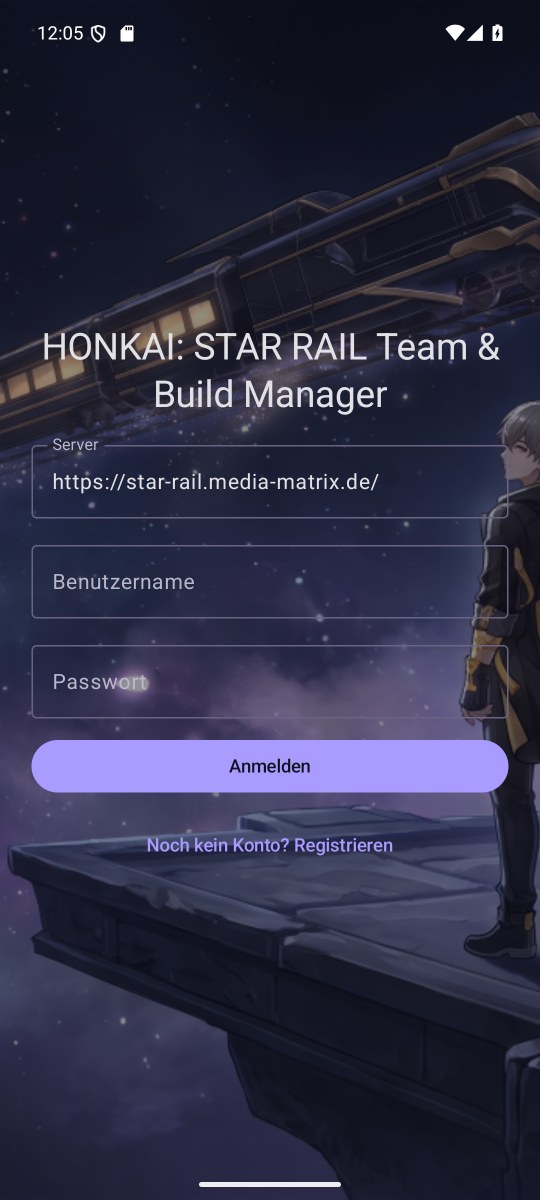 12:05
HONKAI: STAR RAIL Team &
Build Manager
Server
https://star-rail.media-matrix.de/
Benutzername
Passwort
Anmelden
Noch kein Konto? Registrieren